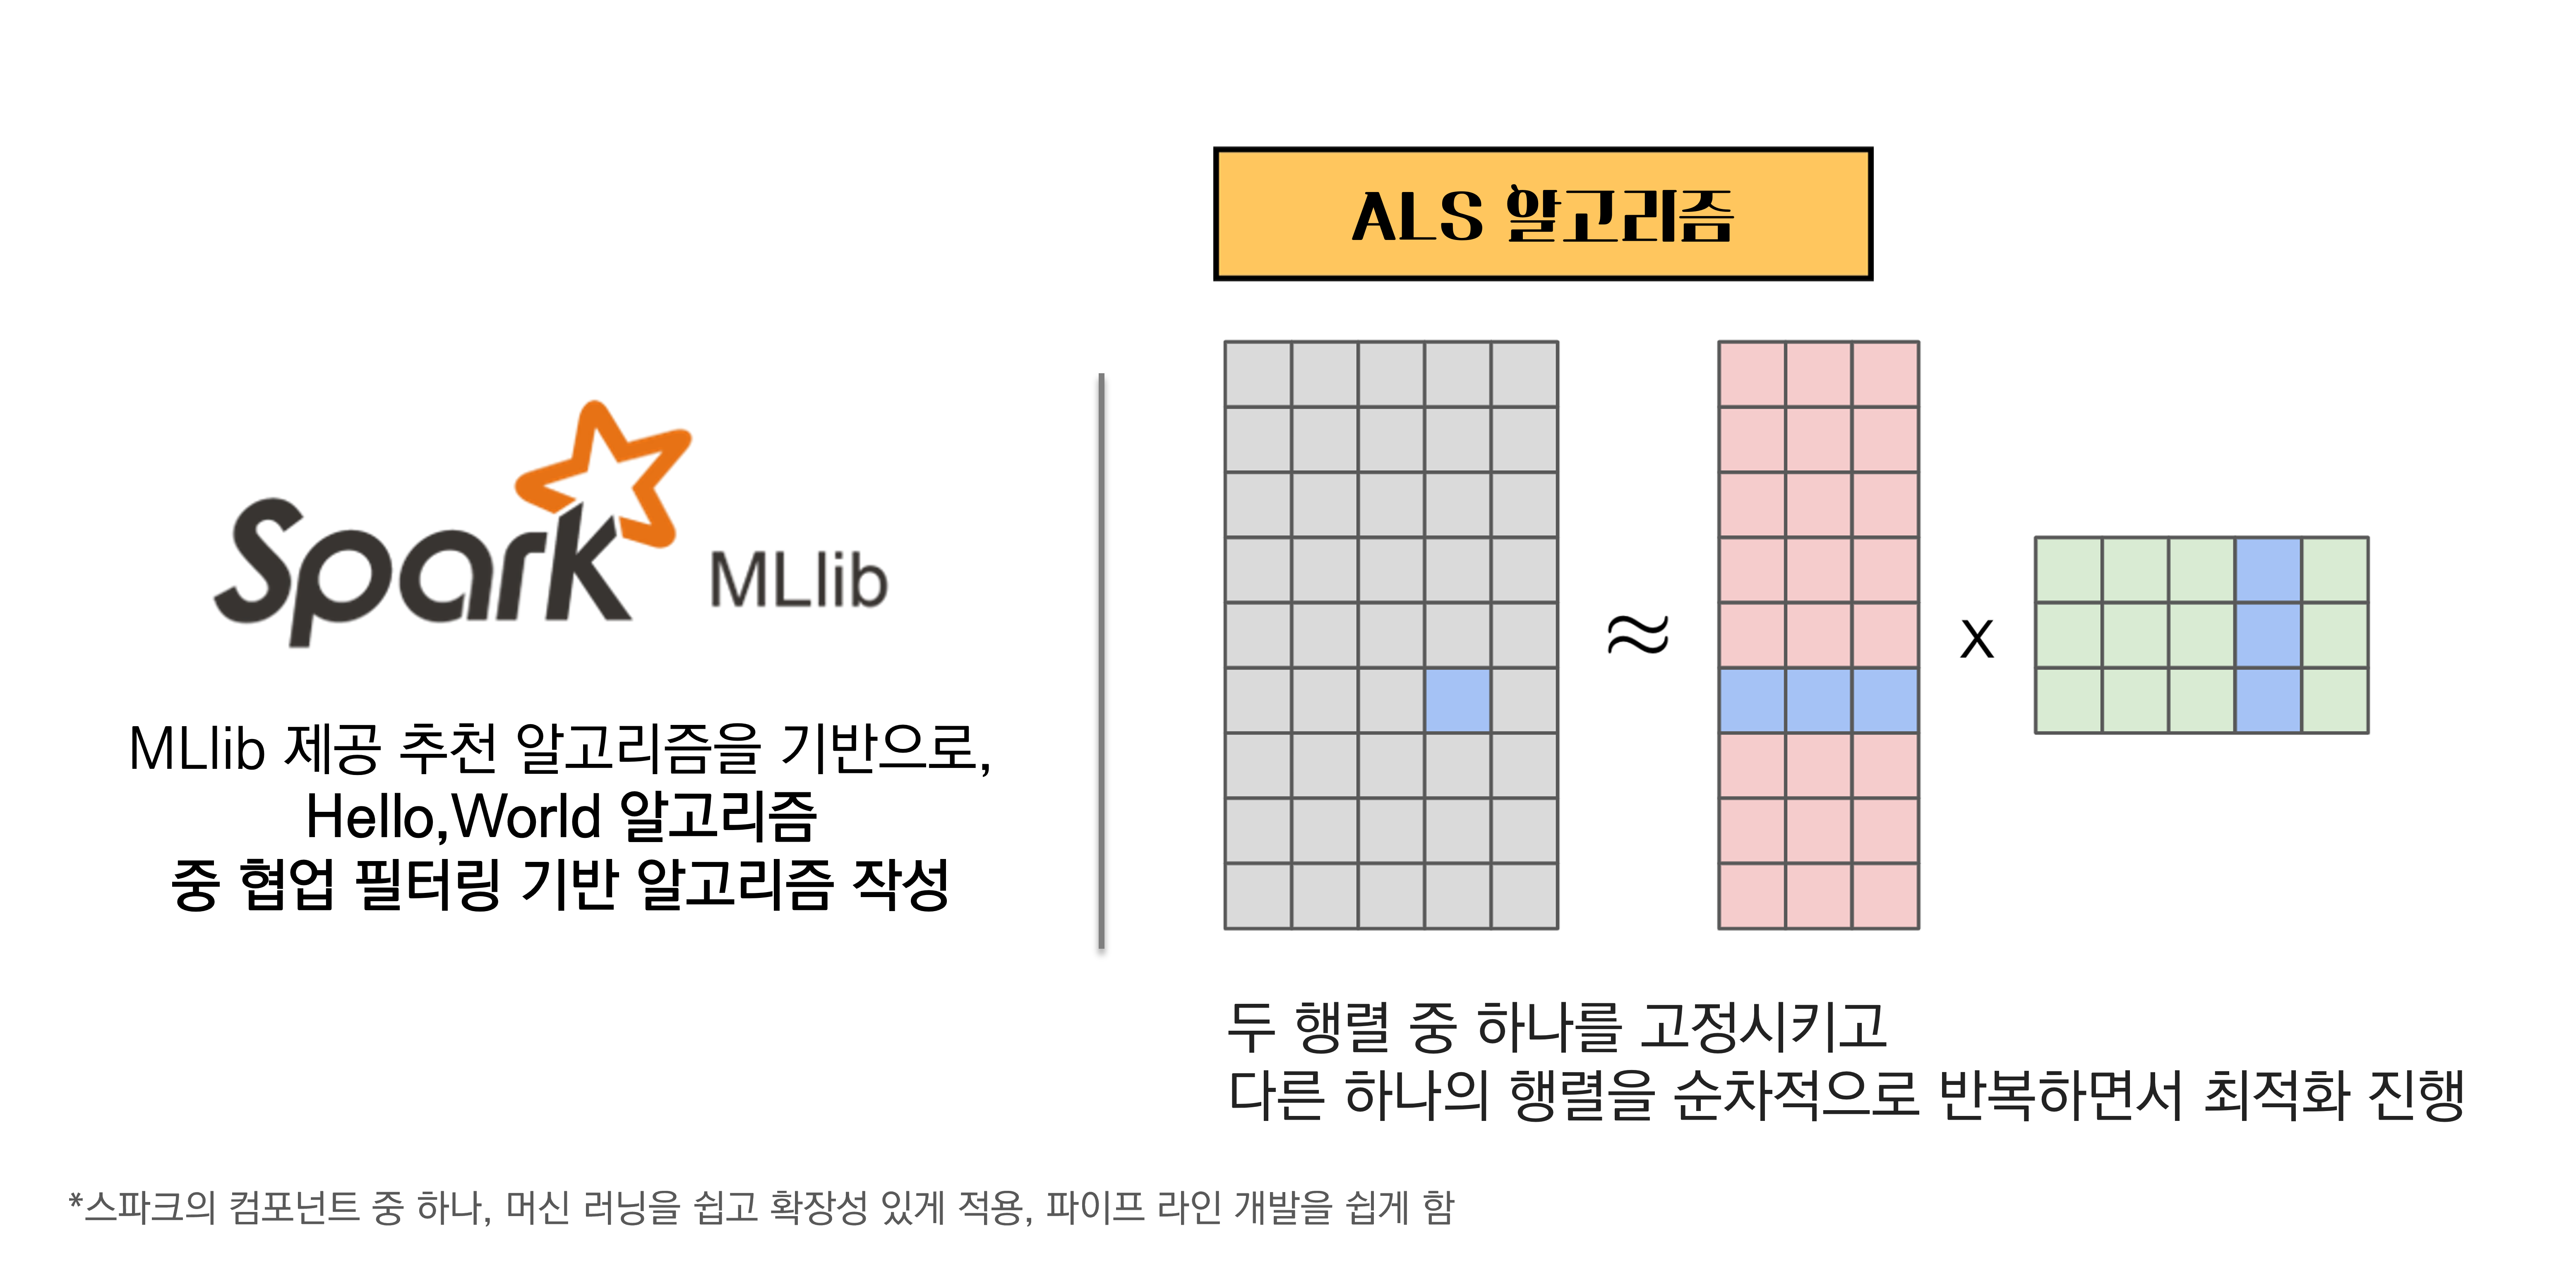 Spark MLlib
MLlib 제공 추천 알고리즘을 기반으로,
Hello,World 알고리즘
중 협업 필터링 기반 알고리즘 작성
ALS 알고리즘
≈
x
두 행렬 중 하나를 고정시키고
다른 하나의 행렬을 순차적으로 반복하면서 최적화 진행
*스파크의 컴포넌트 중 하나, 머신 러닝을 쉽고 확장성 있게 적용, 파이프 라인 개발을 쉽게 함